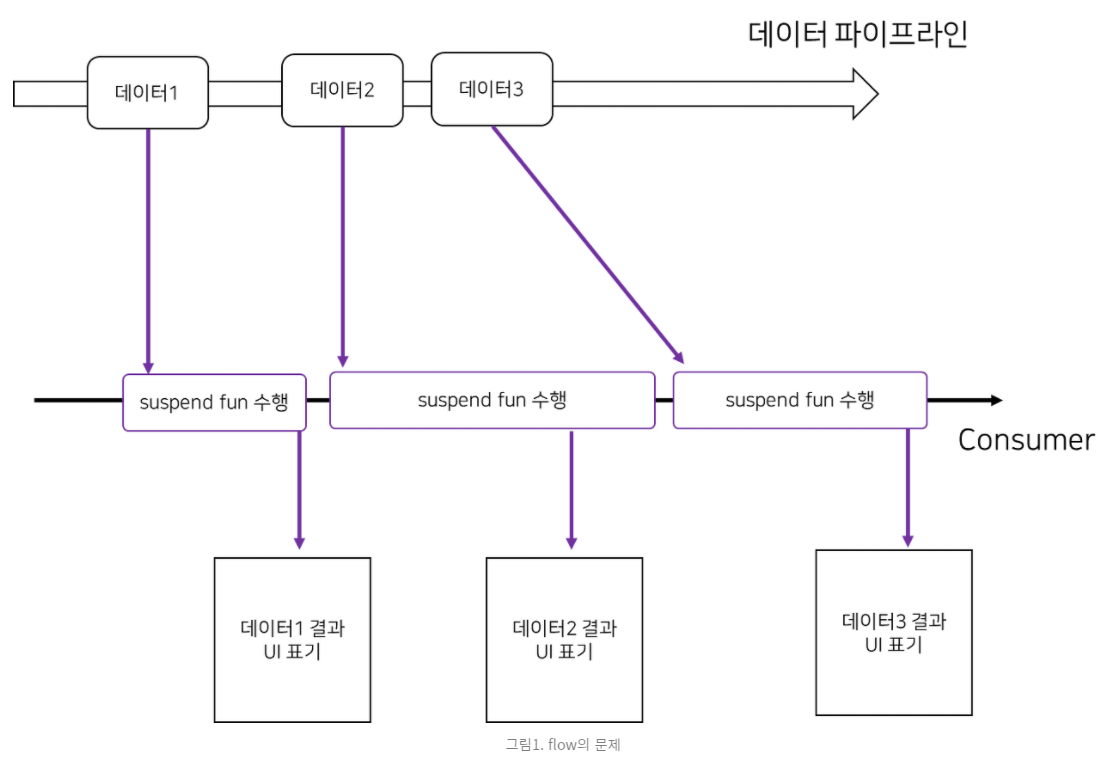 데이터 파이프라인
데이터1
데이터2
데이터3
suspend fun 수행
suspend fun 수행
suspend fun 수행
Consumer
데이터1 결과
UI 표기
데이터2 결과
UI 표기
데이터3 결과
UI 표기
그림1. flow의 문제